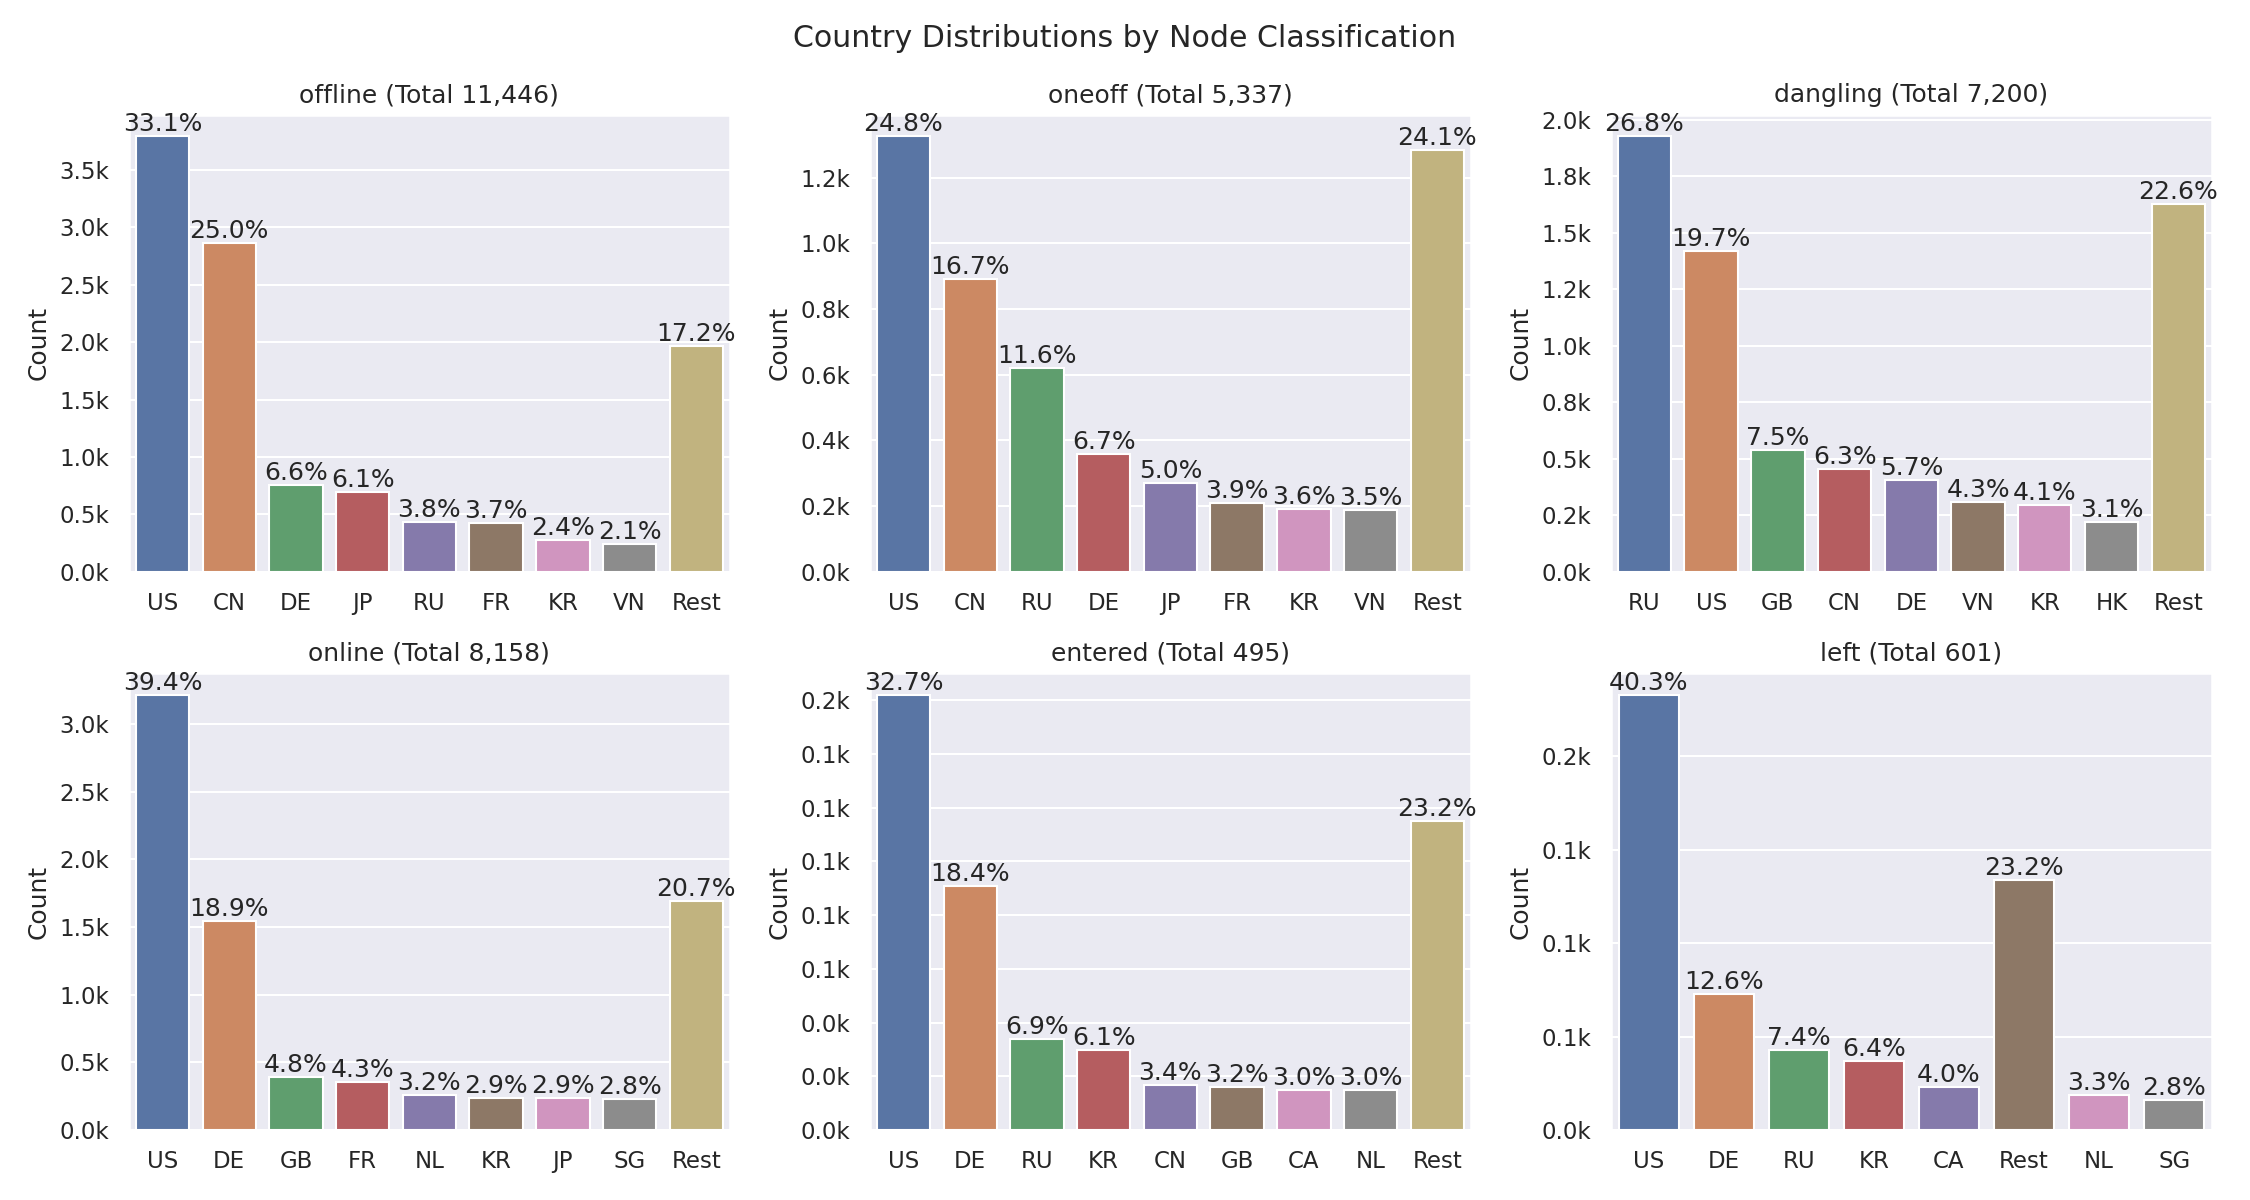 Country Distributions by Node Classification
offline (Total 11,446)
Count
3.5k
3.0k
2.5k
2.0k
1.5k
1.0k
0.5k
0.0k
33.1%
25.0%
6.6%
6.1%
3.8%
3.7%
2.4%
2.1%
17.2%
US CN DE JP RU FR KR VN Rest
oneoff (Total 5,337)
Count
1.2k
1.0k
0.8k
0.6k
0.4k
0.2k
0.0k
24.8%
16.7%
11.6%
6.7%
5.0%
3.9%
3.6%
3.5%
24.1%
US CN RU DE JP FR KR VN Rest
dangling (Total 7,200)
Count
2.0k
1.8k
1.5k
1.2k
1.0k
0.8k
0.5k
0.2k
0.0k
26.8%
19.7%
7.5%
6.3%
5.7%
4.3%
4.1%
3.1%
22.6%
RU US GB CN DE VN KR HK Rest
online (Total 8,158)
Count
3.0k
2.5k
2.0k
1.5k
1.0k
0.5k
0.0k
39.4%
18.9%
4.8%
4.3%
3.2%
2.9%
2.9%
2.8%
20.7%
US DE GB FR NL KR JP SG Rest
entered (Total 495)
Count
0.2k
0.1k
0.1k
0.1k
0.1k
0.1k
0.0k
0.0k
0.0k
32.7%
18.4%
6.9%
6.1%
3.4%
3.2%
3.0%
3.0%
23.2%
US DE RU KR CN GB CA NL Rest
left (Total 601)
Count
0.2k
0.1k
0.1k
0.1k
0.0k
40.3%
12.6%
7.4%
6.4%
4.0%
23.2%
3.3%
2.8%
US DE RU KR CA Rest NL SG